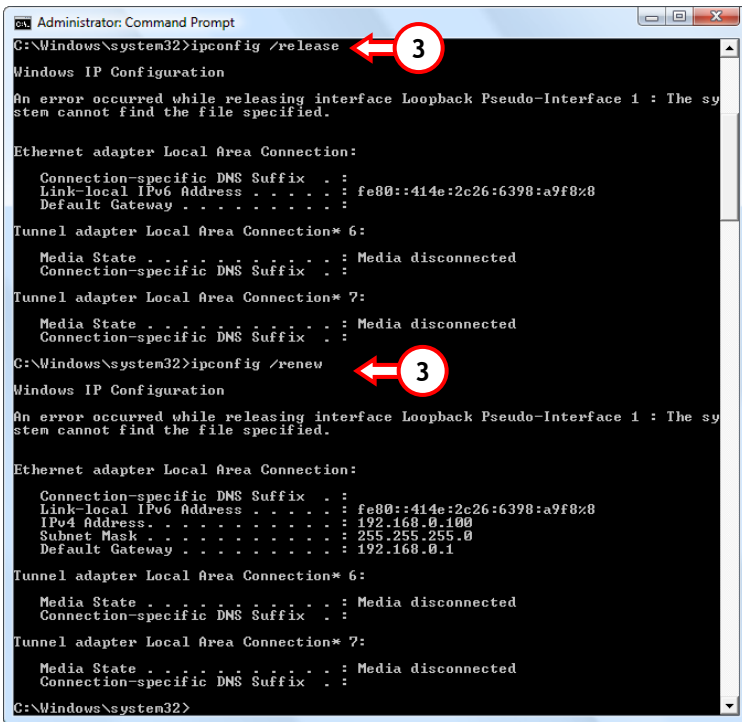 Administrator: Command Prompt
C:\Windows\system32>ipconfig /release
3
Windows IP Configuration
An error occurred while releasing interface Loopback Pseudo-Interface 1 : The sy
stem cannot find the file specified.
Ethernet adapter Local Area Connection:
Connection-specific DNS Suffix  . :
Link-local IPv6 Address . . . . . : fe80::414e:2c26:6398:a9f8%8
Default Gateway . . . . . . . . . :
Tunnel adapter Local Area Connection* 6:
Media State . . . . . . . . . . . : Media disconnected
Connection-specific DNS Suffix  . :
Tunnel adapter Local Area Connection* 7:
Media State . . . . . . . . . . . : Media disconnected
Connection-specific DNS Suffix  . :
C:\Windows\system32>ipconfig /renew
3
Windows IP Configuration
An error occurred while releasing interface Loopback Pseudo-Interface 1 : The sy
stem cannot find the file specified.
Ethernet adapter Local Area Connection:
Connection-specific DNS Suffix  . :
Link-local IPv6 Address . . . . . : fe80::414e:2c26:6398:a9f8%8
IPv4 Address. . . . . . . . . . . : 192.168.0.100
Subnet Mask . . . . . . . . . . . : 255.255.255.0
Default Gateway . . . . . . . . . : 192.168.0.1
Tunnel adapter Local Area Connection* 6:
Media State . . . . . . . . . . . : Media disconnected
Connection-specific DNS Suffix  . :
Tunnel adapter Local Area Connection* 7:
Media State . . . . . . . . . . . : Media disconnected
Connection-specific DNS Suffix  . :
C:\Windows\system32>